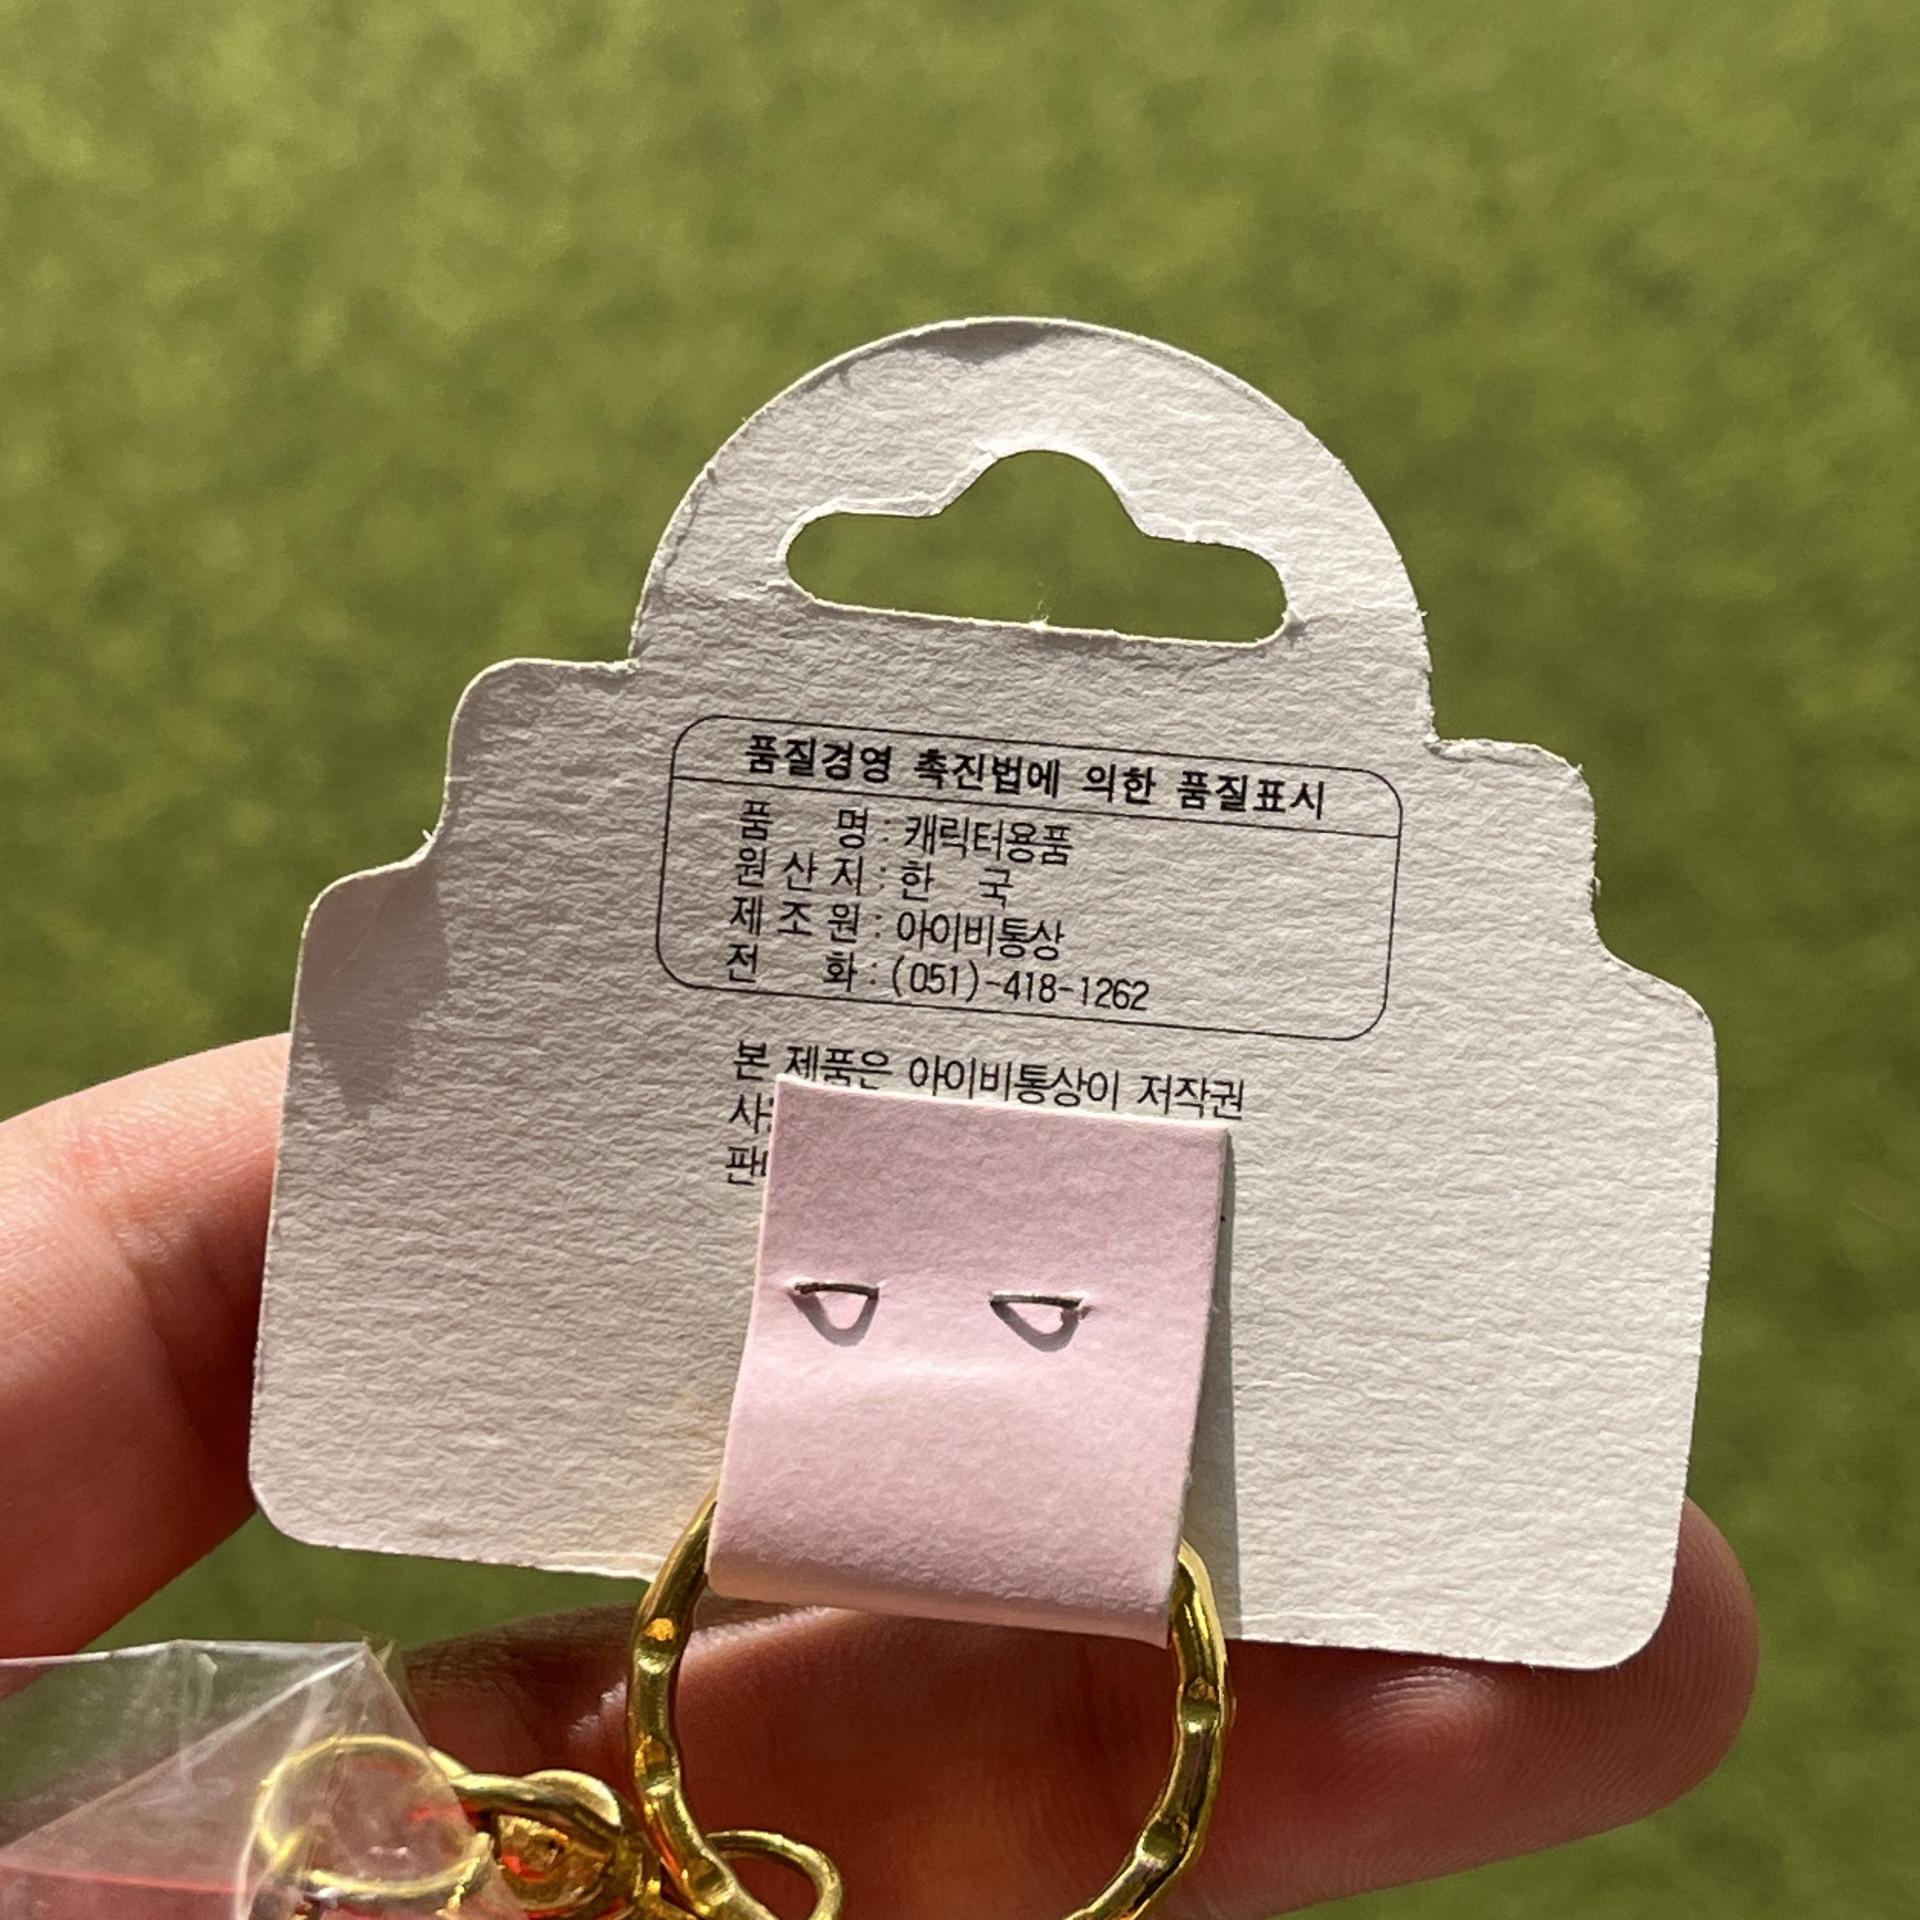 품질경영 촉진법에 의한 품질표시
품 명 : 캐릭터용품
원 산 지 : 한 국
제 조 원 : 아이비통상
전 화 : (051)-418-1262
본 제품은 아이비통상이 저작권